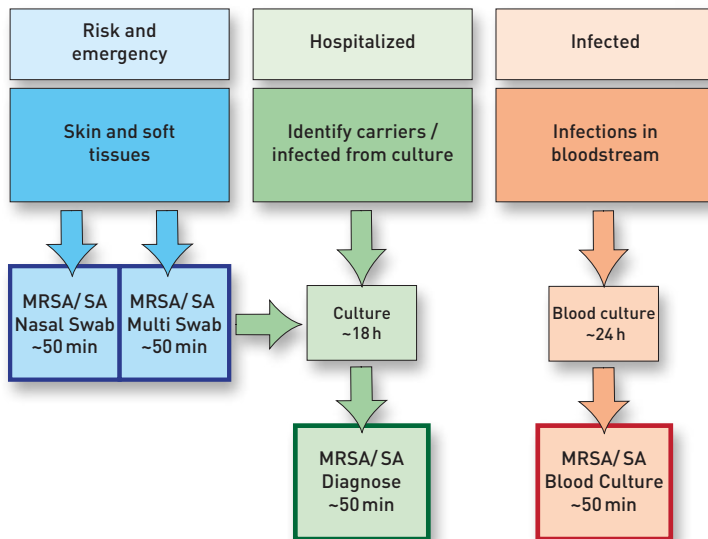 Risk and
emergency
Hospitalized
Infected
Skin and soft
tissues
Identify carriers /
infected from culture
Infections in
bloodstream
MRSA/ SA
Nasal Swab
~50 min
MRSA/ SA
Multi Swab
~50 min
Culture
~18 h
Blood culture
~24 h
MRSA/ SA
Diagnose
~50 min
MRSA/ SA
Blood Culture
~50 min